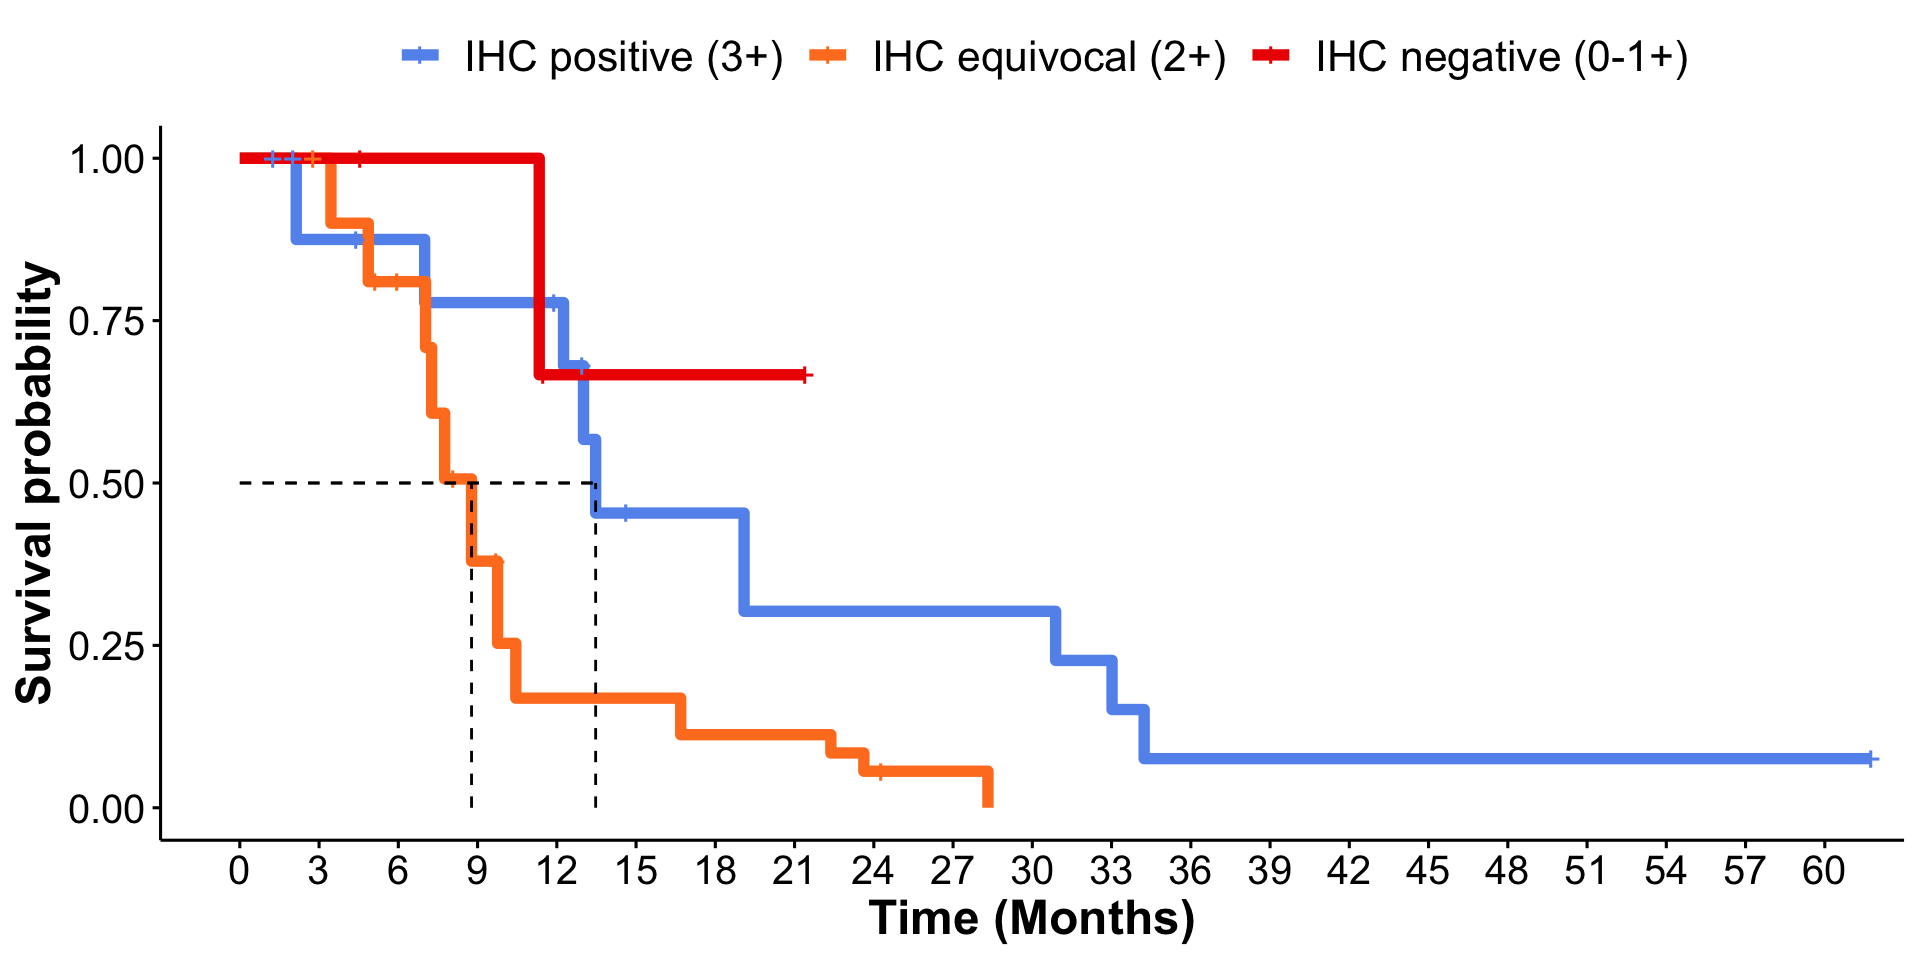 IHC positive (3+) IHC equivocal (2+) IHC negative (0-1+)
Survival probability
1.00
0.75
0.50
0.25
0.00
0 3 6 9 12 15 18 21 24 27 30 33 36 39 42 45 48 51 54 57 60
Time (Months)